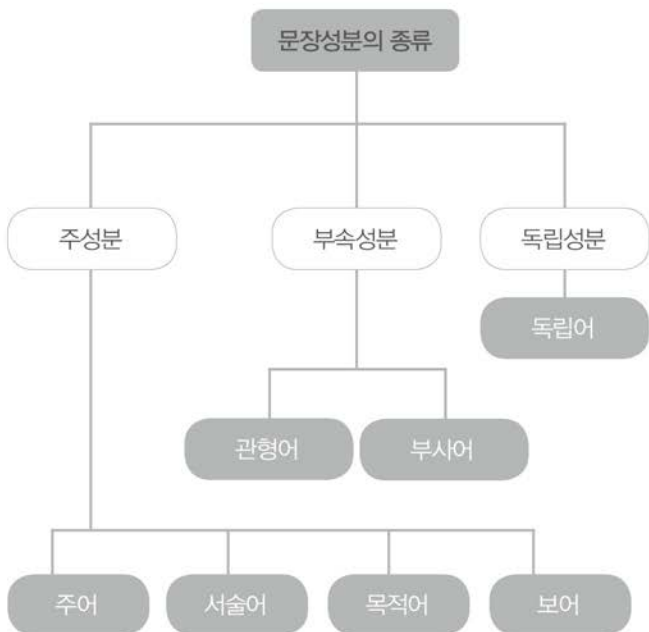 문장성분의 종류
주성분
부속성분
독립성분
독립어
관형어
부사어
주어
서술어
목적어
보어